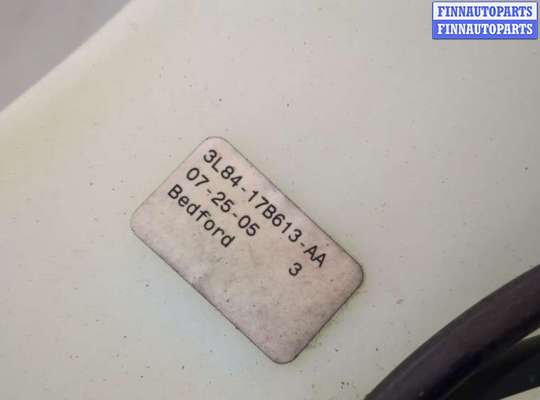 FINNAUTOPARTS
FINNAUTOPARTS
3L84-17B613-AA
07-25-05
3
Bedford